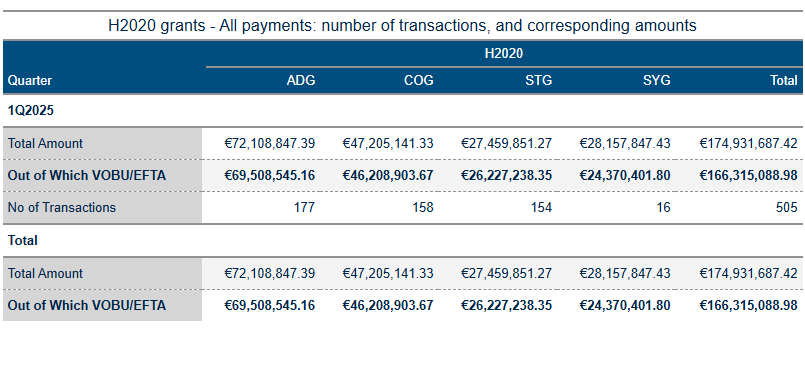 H2020 grants - All payments: number of transactions, and corresponding amounts
H2020
Quarter ADG COG STG SYG Total
1Q2025
Total Amount €72,108,847.39 €47,205,141.33 €27,459,851.27 €28,157,847.43 €174,931,687.42
Out of Which VOBU/EFTA €69,508,545.16 €46,208,903.67 €26,227,238.35 €24,370,401.80 €166,315,088.98
No of Transactions 177 158 154 16 505
Total
Total Amount €72,108,847.39 €47,205,141.33 €27,459,851.27 €28,157,847.43 €174,931,687.42
Out of Which VOBU/EFTA €69,508,545.16 €46,208,903.67 €26,227,238.35 €24,370,401.80 €166,315,088.98